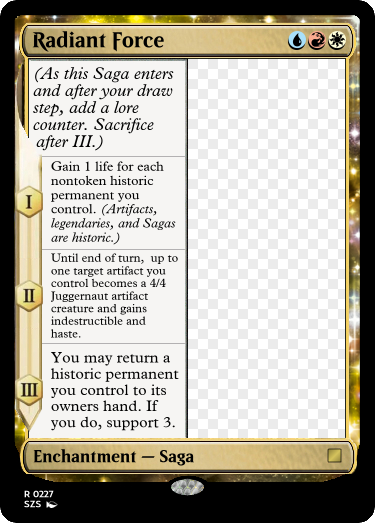 Radiant Force
(As this Saga enters
and after your draw
step, add a lore
counter. Sacrifice
after III.)
I
Gain 1 life for each
nontoken historic
permanent you
control. (Artifacts,
legendaries, and Sagas
are historic.)
II
Until end of turn, up to
one target artifact you
control becomes a 4/4
Juggernaut artifact
creature and gains
indestructible and
haste.
III
You may return a
historic permanent
you control to its
owners hand. If
you do, support 3.
Enchantment — Saga
R 0227
SZS